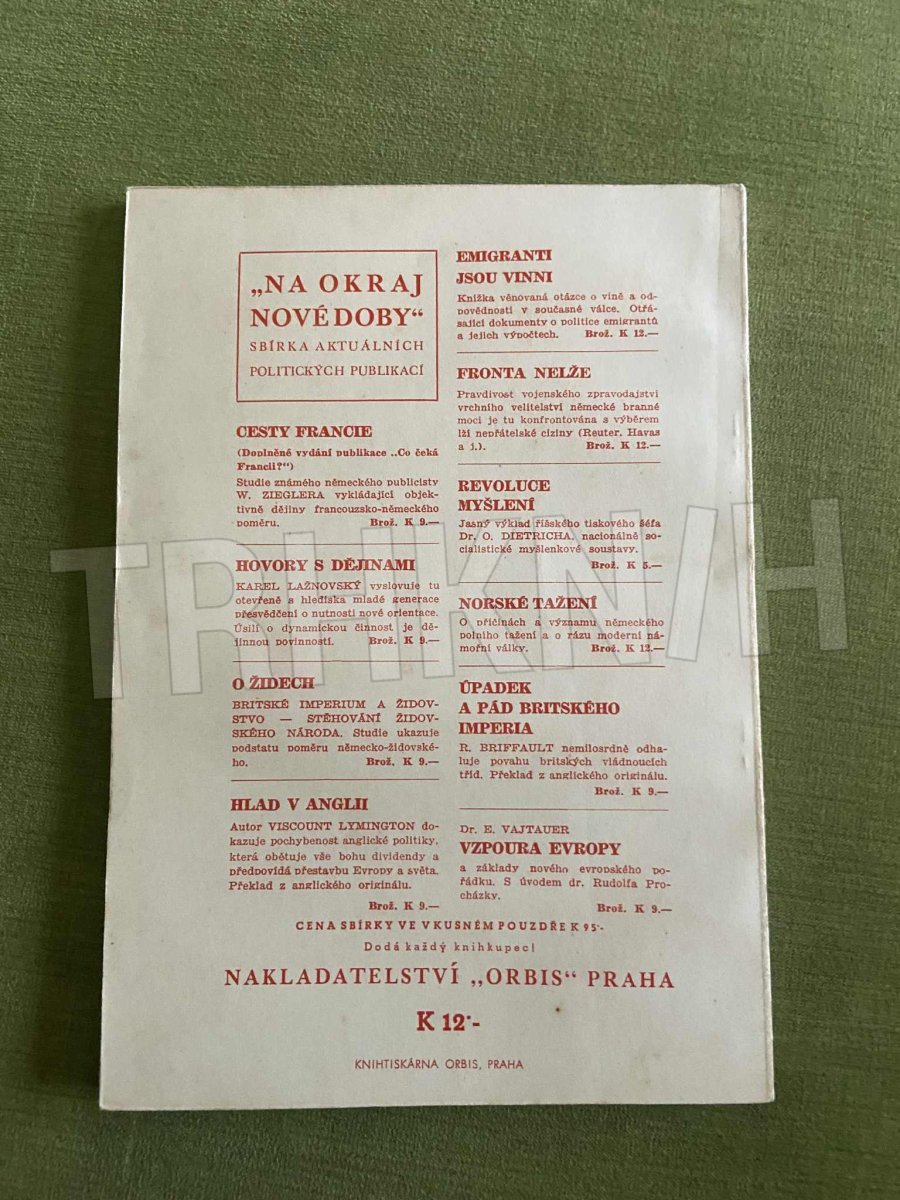 „NA OKRAJ
NOVÉ DOBY“
SBÍRKA AKTUÁLNÍCH
POLITICKÝCH PUBLIKACÍ
CESTY FRANCIE
(Doplněné vydání publikace „Co čeká
Francii?“)
Studie známého německého publicisty
W. ZIEGLERA vykládající objek-
tivně dějiny francouzsko-německého
poměru. Brož. K 9.—
HOVORY S DĚJINAMI
KAREL LAŽNOVSKÝ vyslovuje tu
otevřeně s hlediska mladé generace
přesvědčení o nutnosti nové orientace.
Úsilí o dynamickou činnost je dě-
jinnou povinností. Brož. K 9.—
O ŽIDECH
BRITSKÉ IMPERIUM A ŽIDOV-
STVO — STĚHOVÁNÍ ŽIDOV-
SKÉHO NÁRODA. Studie ukazuje
podstatu poměru německo-židovské-
ho. Brož. K 9.—
HLAD V ANGLII
Autor VISCOUNT LYMINGTON do-
kazuje pochybenost anglické politiky,
která obětuje vše bohu dividendy a
předpovídá přestavbu Evropy a světa.
Překlad z anglického originálu.
Brož. K 9.—
EMIGRANTI
JSOU VINNI
Knížka věnovaná otázce o vině a od-
povědnosti v současné válce. Otřá-
sající dokumenty o politice emigrantů
a jejich výpočtech. Brož. K 12.—
FRONTA NELŽE
Pravdivost vojenského zpravodajství
vrchního velitelství německé branné
moci je tu konfrontována s výběrem
lží nepřátelské ciziny (Reuter, Havas
a j.). Brož. K 12.—
REVOLUCE
MYŠLENÍ
Jasný výklad říšského tiskového šéfa
Dr. O. DIETRICHA, nacionálně so-
cialistické myšlenkové soustavy.
Brož. K 5.—
NORSKÉ TAŽENÍ
O příčinách a významu německého
polního tažení a o rázu moderní ná-
mořní války. Brož. K 12.—
ÚPADEK
A PÁD BRITSKÉHO
IMPERIA
R. BRIFFAULT nemilosrdně odha-
luje povahu britských vládnoucích
tříd. Překlad z anglického originálu.
Brož. K 9.—
Dr. E. VAJTAUER
VZPOURA EVROPY
a základy nového evropského po-
řádku. S úvodem dr. Rudolfa Pro-
cházky. Brož. K 9.—
CENA SBÍRKY VE VKUSNÉM POUZDŘE K 95·-
Dodá každý knihkupec!
NAKLADATELSTVÍ „ORBIS“ PRAHA
K 12·-
KNIHTISKÁRNA ORBIS, PRAHA
TRHKNIH